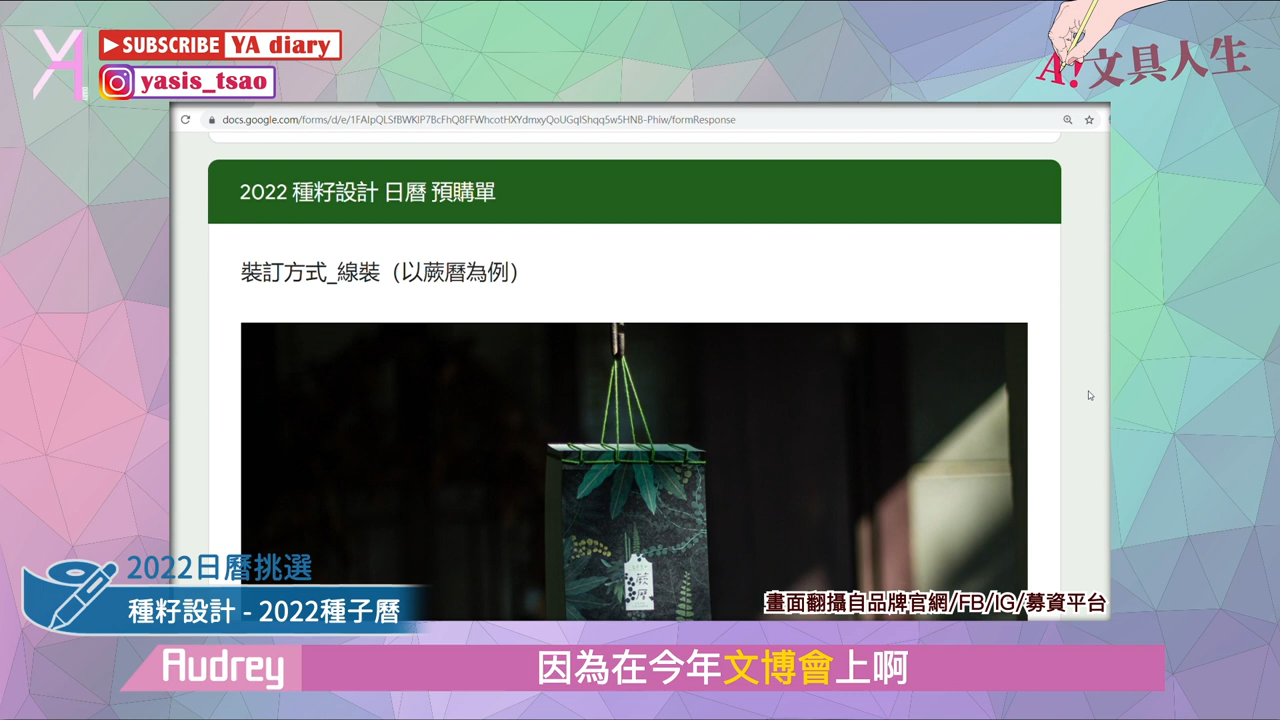 SUBSCRIBE YA diary
yasis_tsao
A!文具人生
docs.google.com/forms/d/e/1FAIpQLSfBWKlP7BcFhQ8FFWhcotHXYdmxyQoUGqIShqq5w5HNB-Phiw/formResponse
2022 種籽設計 日曆 預購單
裝訂方式_線裝（以蕨曆為例）
蕨曆
2022日曆挑選
種籽設計 - 2022種子曆
畫面翻攝自品牌官網/FB/IG/募資平台
Audrey
因為在今年文博會上啊